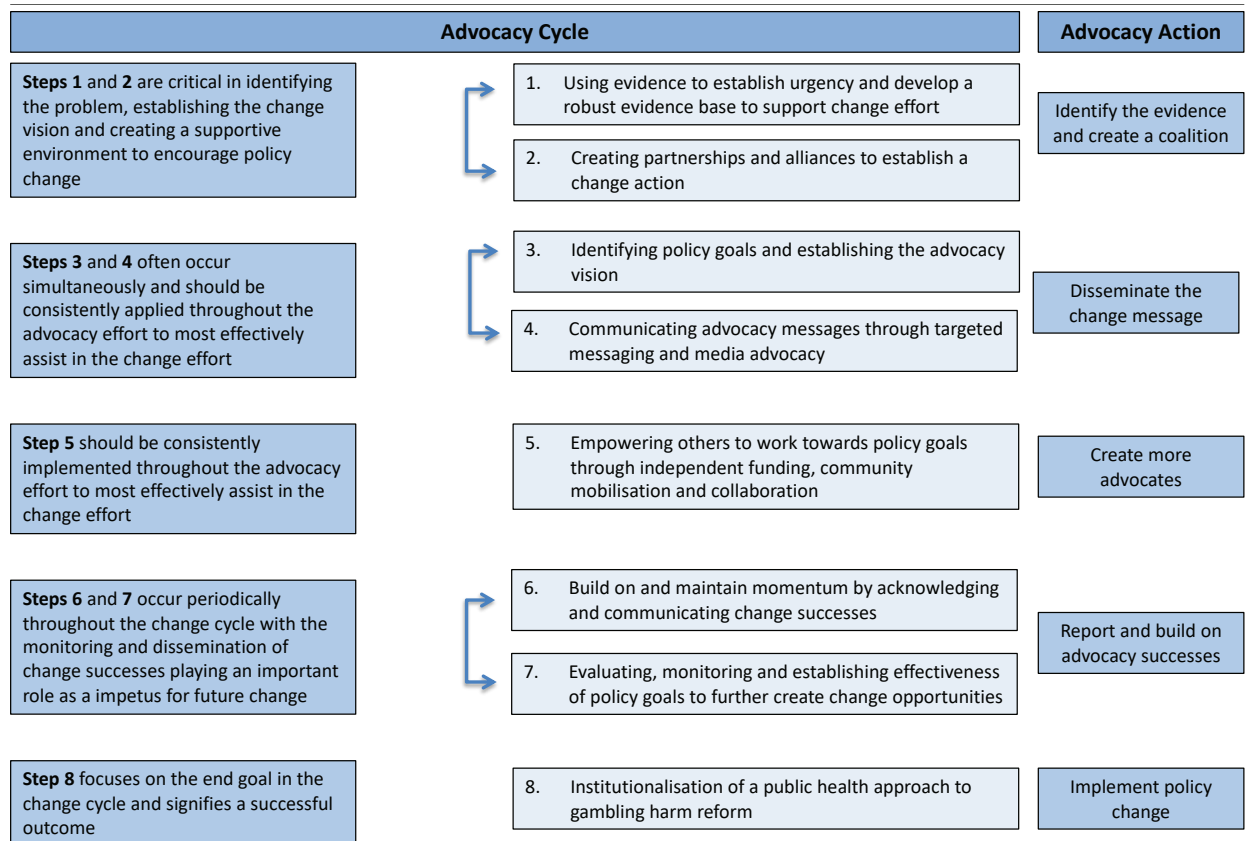 Advocacy Cycle
Advocacy Action
Steps 1 and 2 are critical in identifying
the problem, establishing the change
vision and creating a supportive
environment to encourage policy
change
1. Using evidence to establish urgency and develop a
robust evidence base to support change effort
2. Creating partnerships and alliances to establish a
change action
Identify the evidence
and create a coalition
Steps 3 and 4 often occur
simultaneously and should be
consistently applied throughout the
advocacy effort to most effectively
assist in the change effort
3. Identifying policy goals and establishing the advocacy
vision
4. Communicating advocacy messages through targeted
messaging and media advocacy
Disseminate the
change message
Step 5 should be consistently
implemented throughout the advocacy
effort to most effectively assist in the
change effort
5. Empowering others to work towards policy goals
through independent funding, community
mobilisation and collaboration
Create more
advocates
Steps 6 and 7 occur periodically
throughout the change cycle with the
monitoring and dissemination of
change successes playing an important
role as a impetus for future change
6. Build on and maintain momentum by acknowledging
and communicating change successes
7. Evaluating, monitoring and establishing effectiveness
of policy goals to further create change opportunities
Report and build on
advocacy successes
Step 8 focuses on the end goal in the
change cycle and signifies a successful
outcome
8. Institutionalisation of a public health approach to
gambling harm reform
Implement policy
change